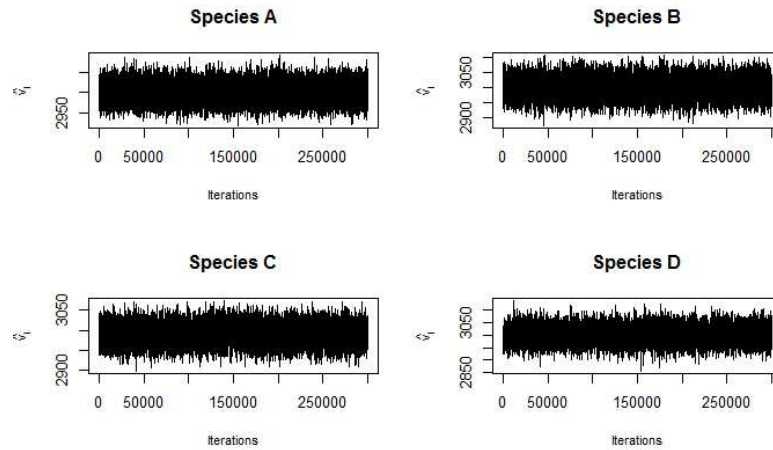 Species A
2950
v̂ᵢ
0 50000 150000 250000
Iterations
Species B
2900 3050
v̂ᵢ
0 50000 150000 250000
Iterations
Species C
2900 3050
v̂ᵢ
0 50000 150000 250000
Iterations
Species D
2850 3050
v̂ᵢ
0 50000 150000 250000
Iterations